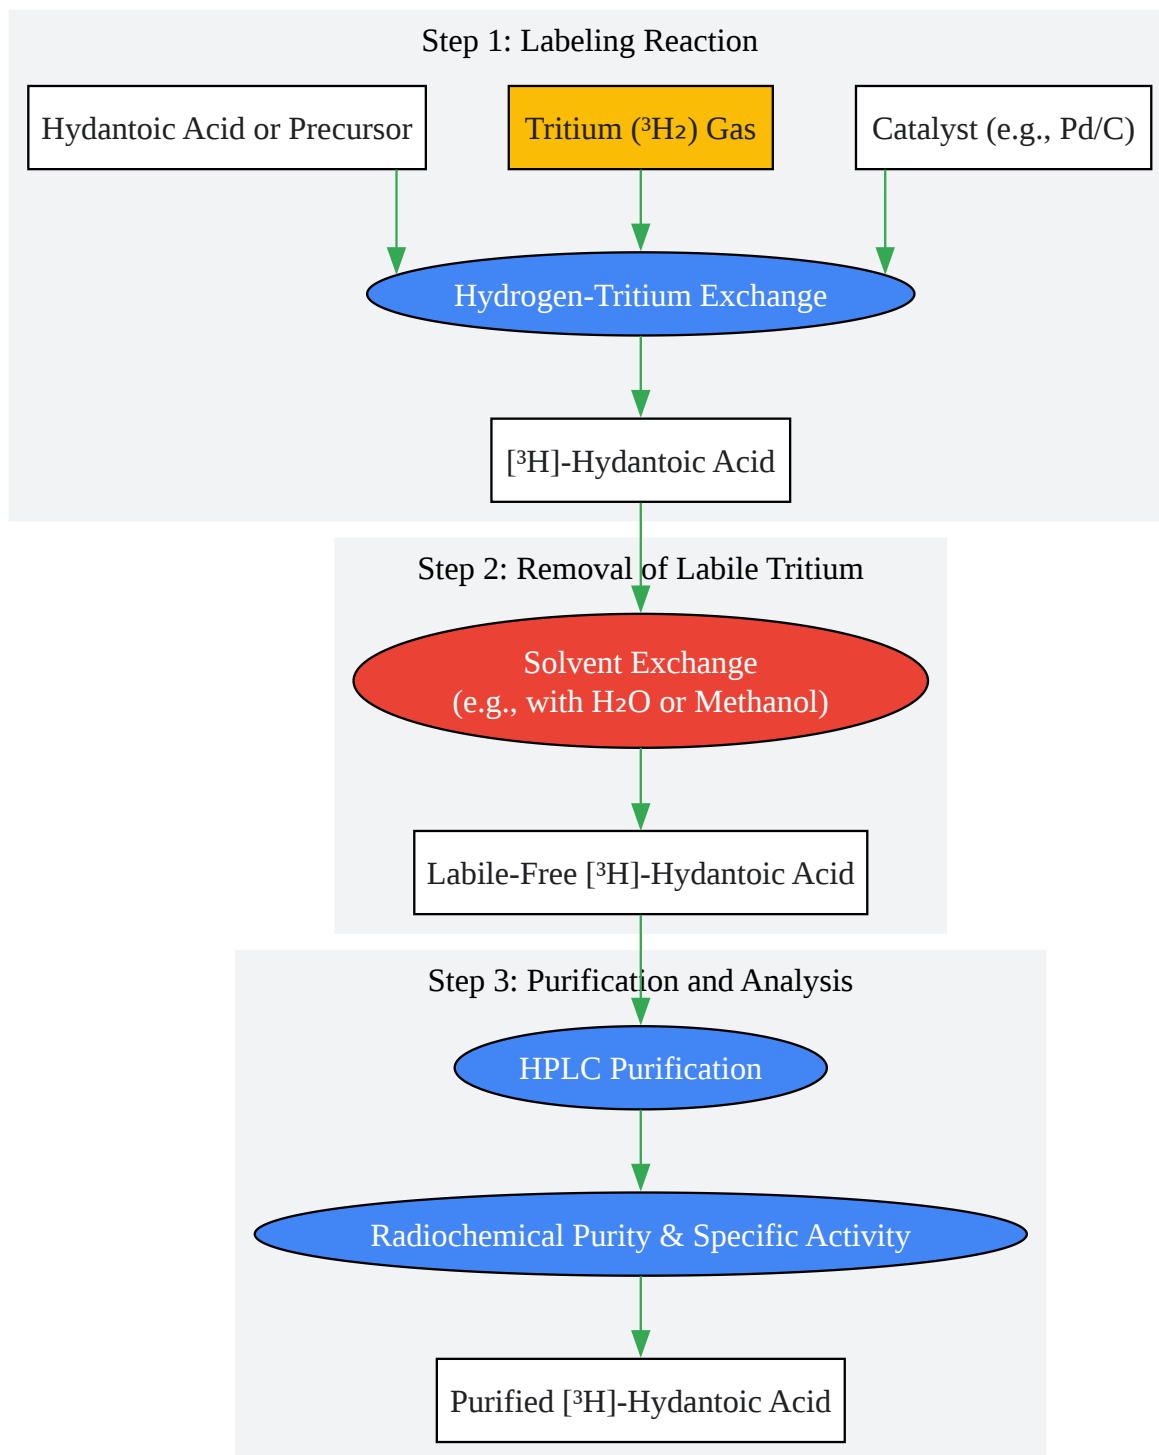 Step 1: Labeling Reaction
Hydantoic Acid or Precursor
Tritium (³H₂) Gas
Catalyst (e.g., Pd/C)
Hydrogen-Tritium Exchange
[³H]-Hydantoic Acid
Step 2: Removal of Labile Tritium
Solvent Exchange
(e.g., with H₂O or Methanol)
Labile-Free [³H]-Hydantoic Acid
Step 3: Purification and Analysis
HPLC Purification
Radiochemical Purity & Specific Activity
Purified [³H]-Hydantoic Acid